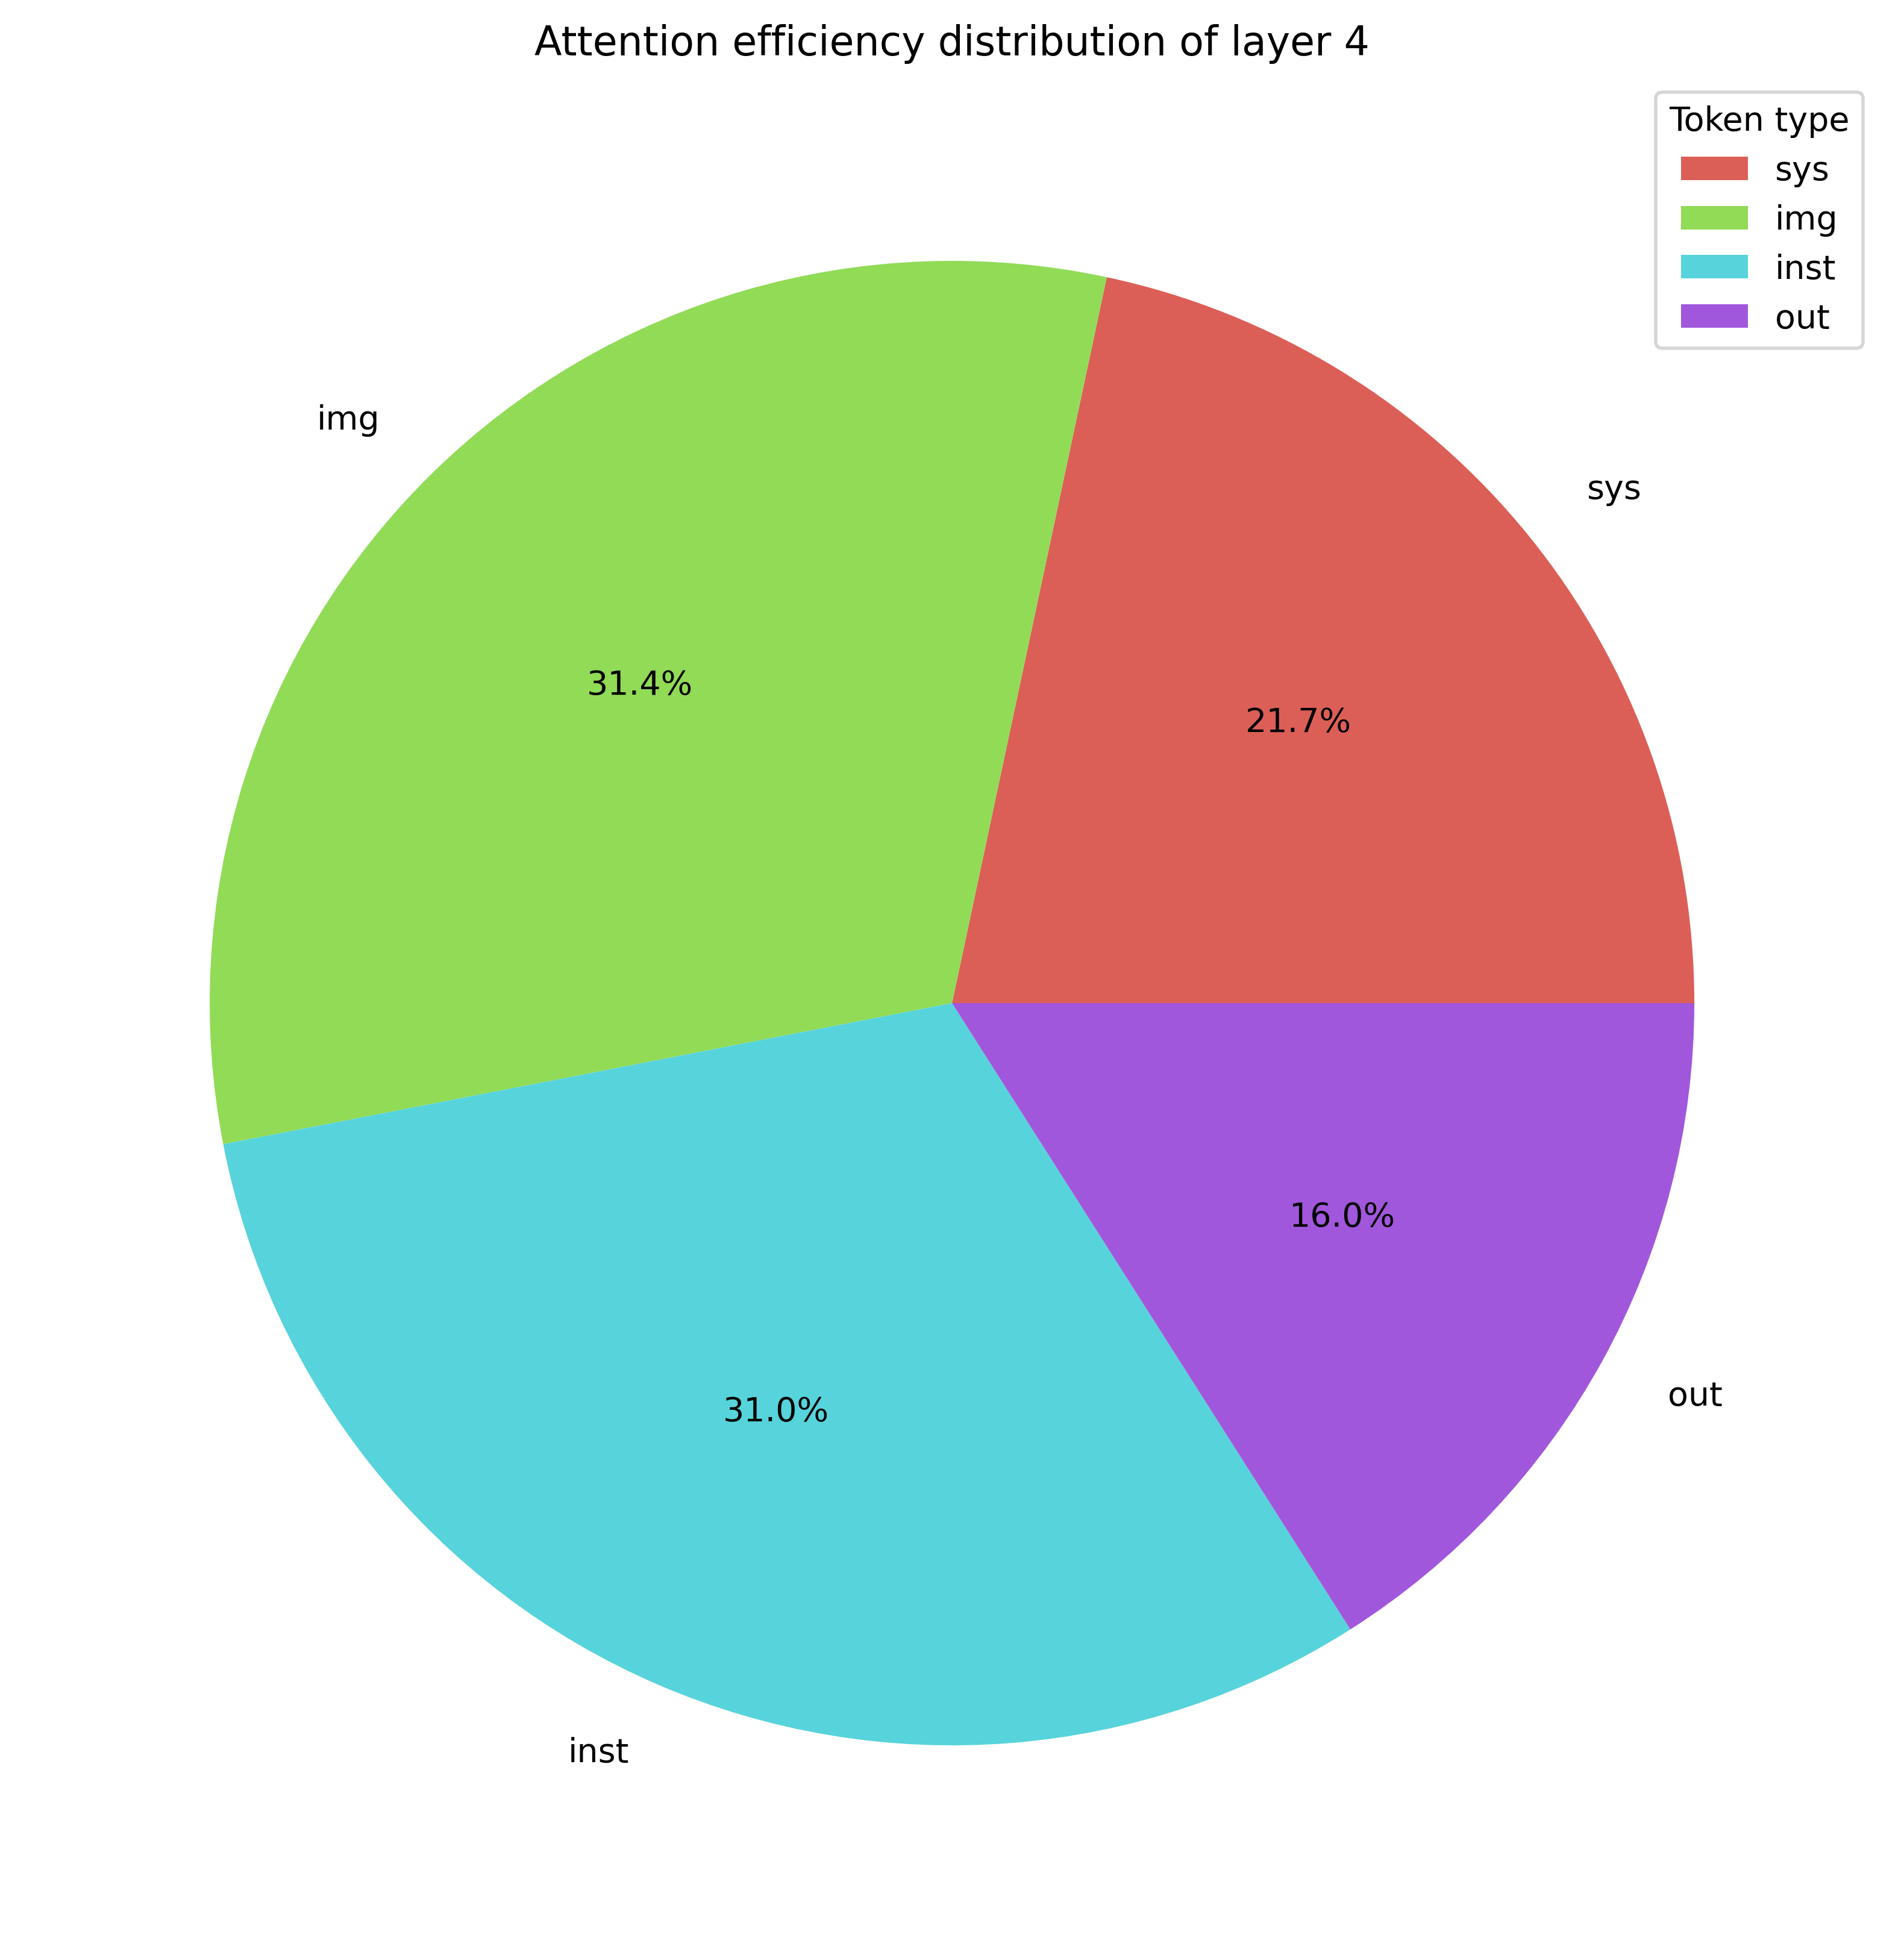 Attention efficiency distribution of layer 4
Token type
sys
img
inst
out
img
sys
31.4%
21.7%
16.0%
out
31.0%
inst